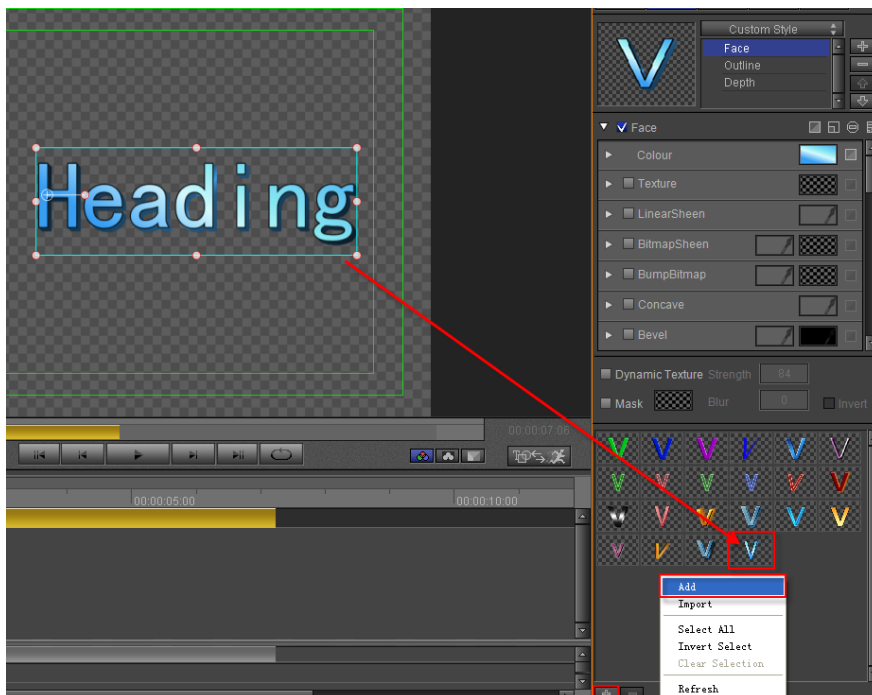 Custom Style
Face
Outline
Depth
Face
Colour
Texture
LinearSheen
BitmapSheen
BumpBitmap
Concave
Bevel
Dynamic Texture Strength 84
Mask Blur 0 Invert
Heading
00:00:07:06
00:00:05:00
00:00:10:00
Add
Import
Select All
Invert Select
Clear Selection
Refresh